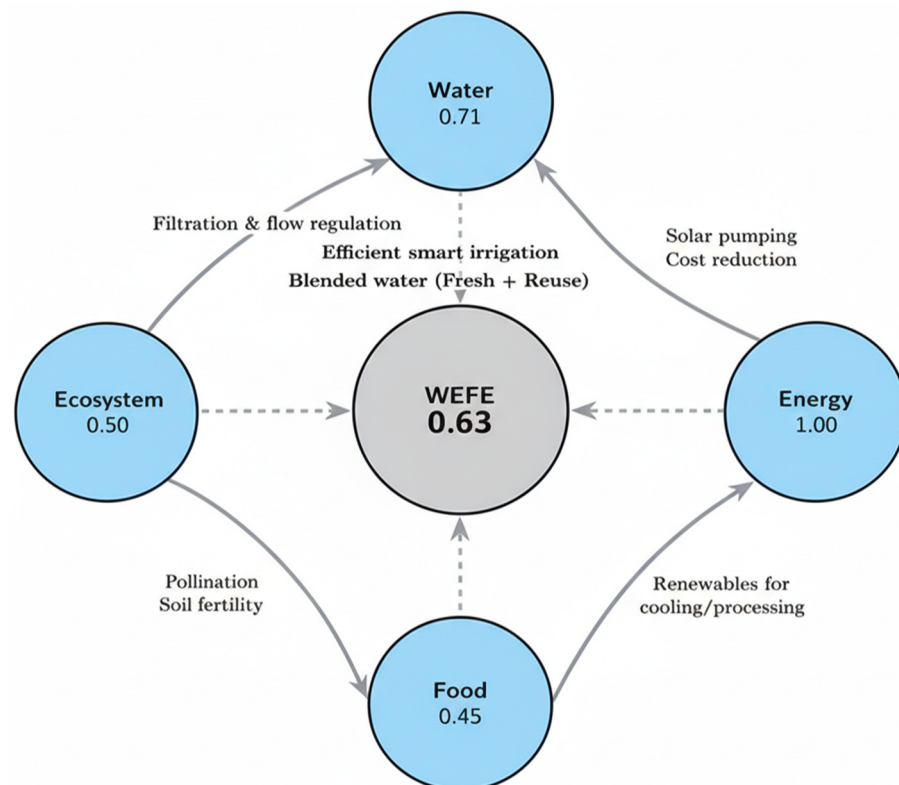 Water
0.71
Filtration & flow regulation
Efficient smart irrigation
Blended water (Fresh + Reuse)
Solar pumping
Cost reduction
Ecosystem
0.50
WEFE
0.63
Energy
1.00
Pollination
Soil fertility
Renewables for
cooling/processing
Food
0.45